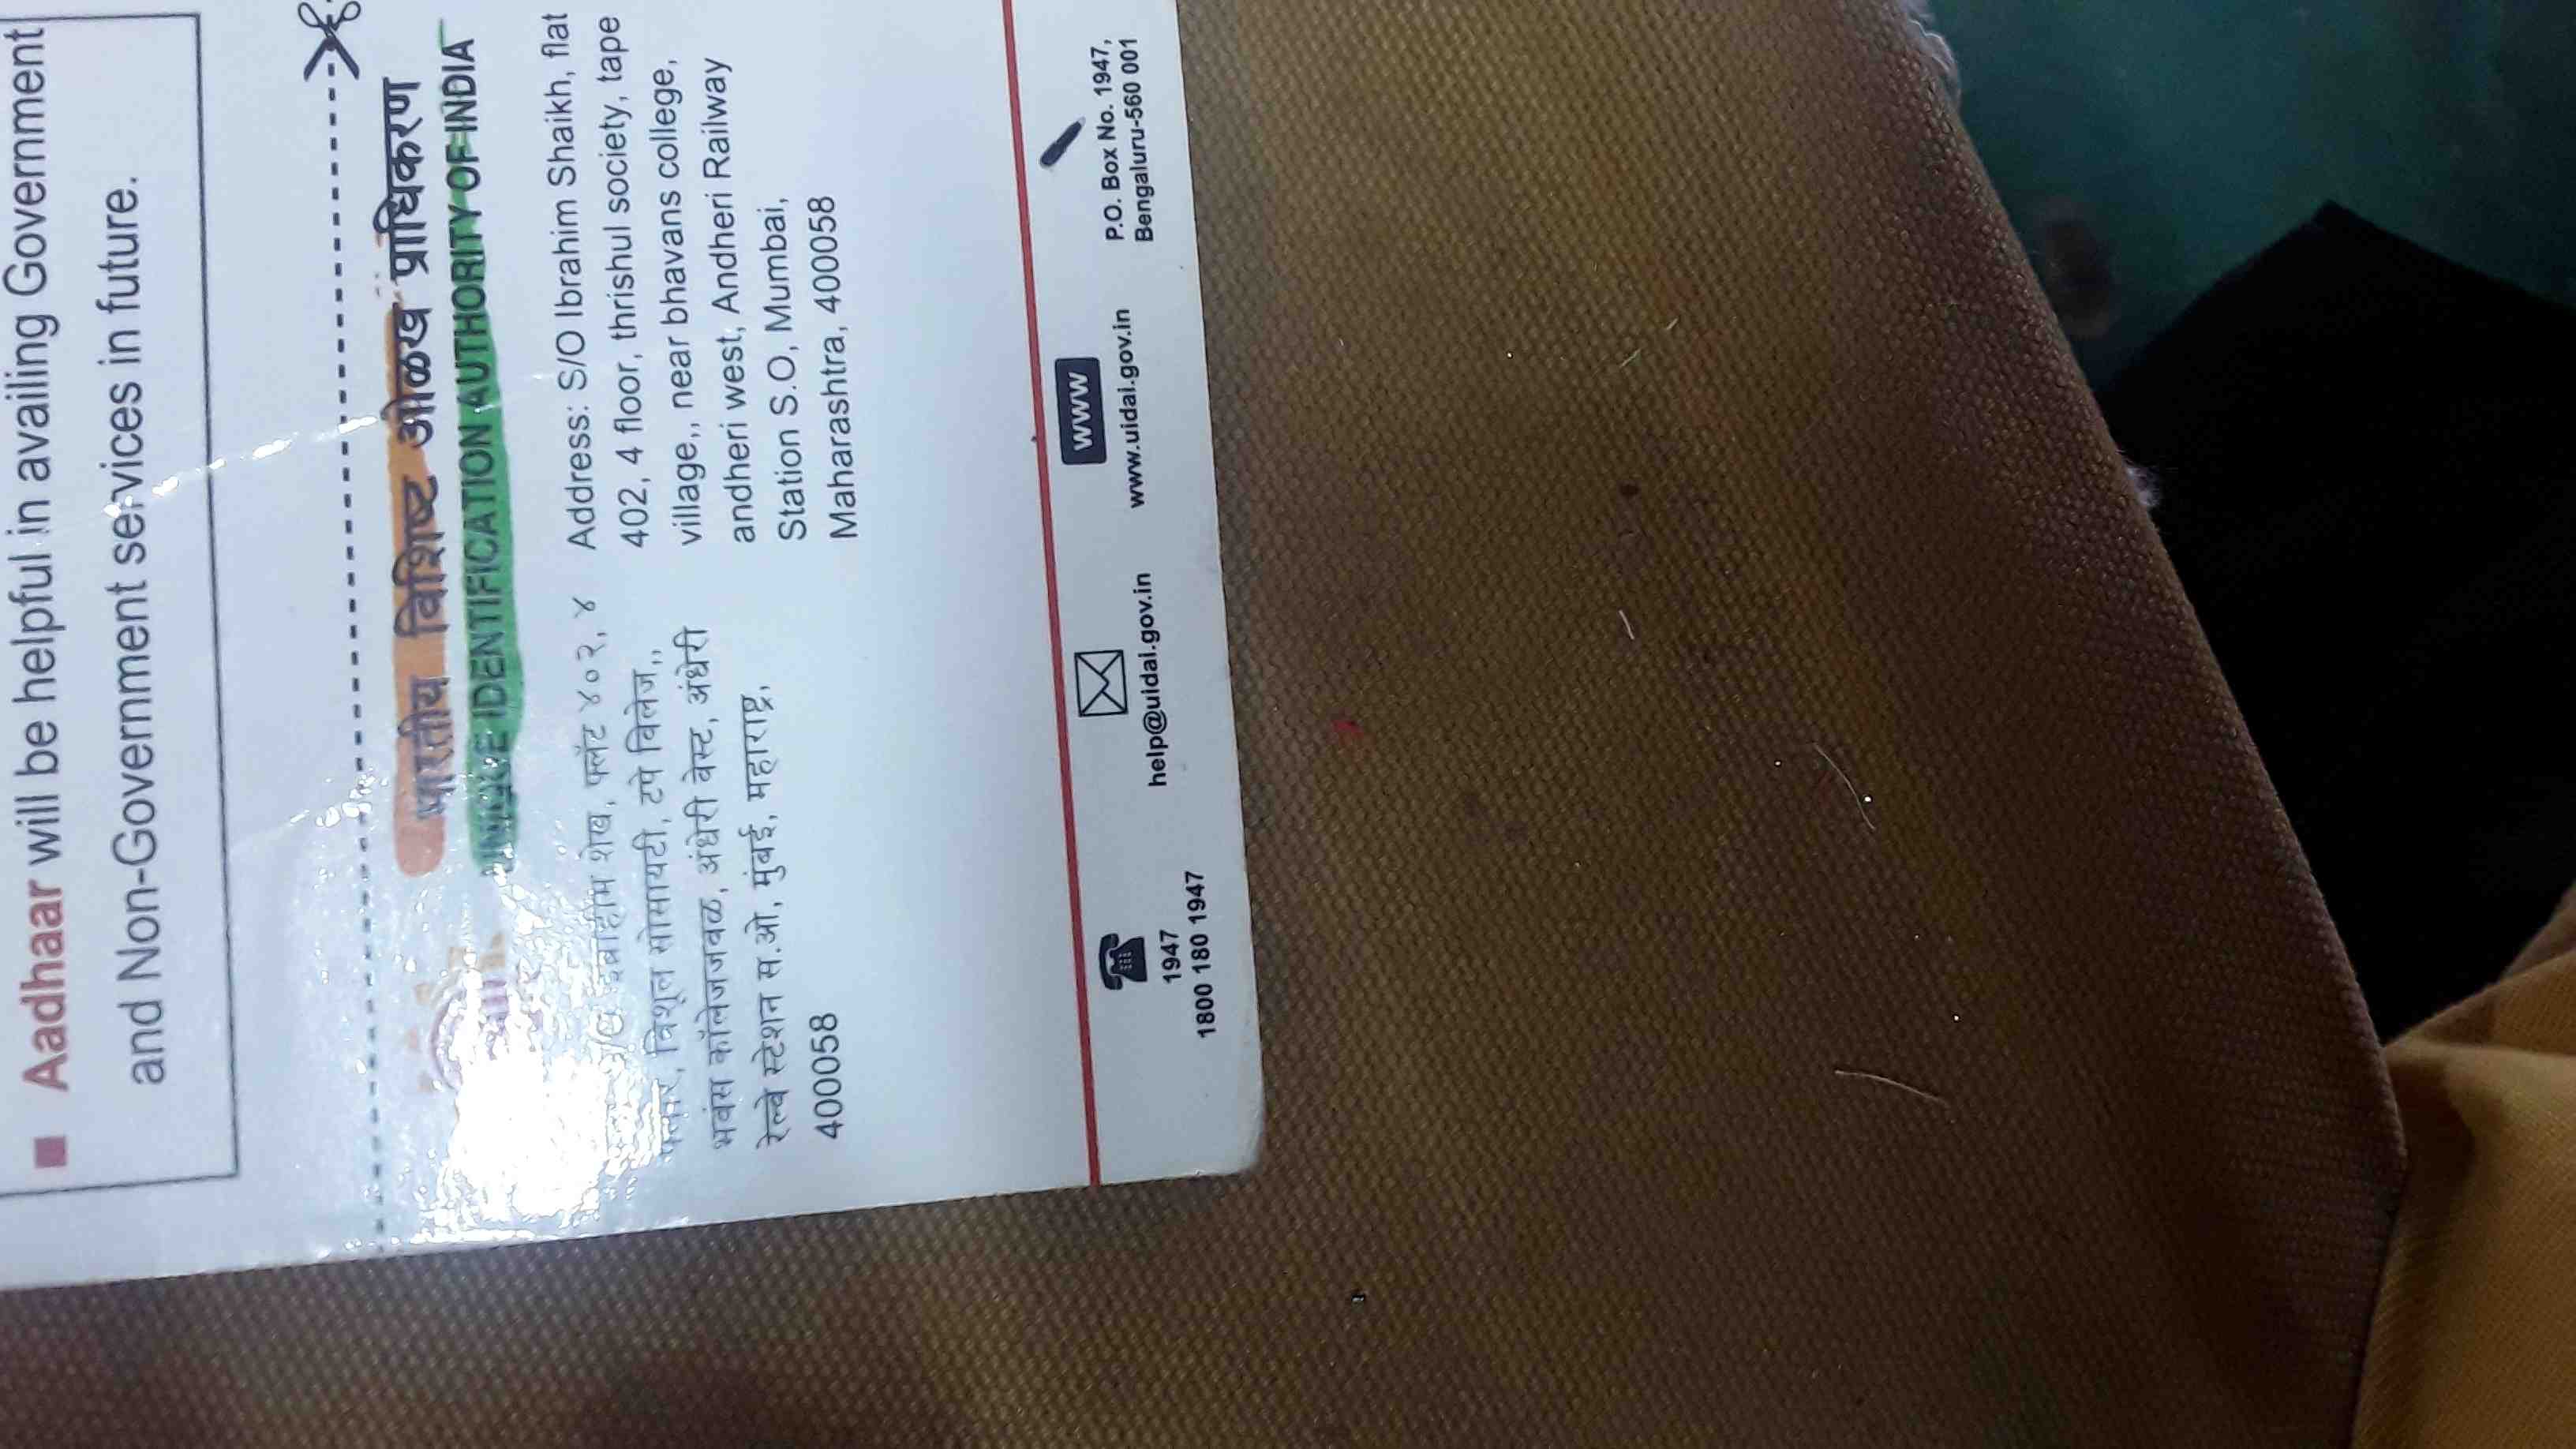 ■ Aadhaar will be helpful in availing Government
and Non-Government services in future.
भारतीय विशिष्ट ओळख प्राधिकरण
UNIQUE IDENTIFICATION AUTHORITY OF INDIA
इब्राहीम शेख, फ्लॅट ४०२, ४
त्रिशूल सोसायटी, टपे विलेज,,
भवंस कॉलेजजवळ, अंधेरी वेस्ट, अंधेरी
रेल्वे स्टेशन स.ओ, मुंबई, महाराष्ट्र,
400058
Address: S/O Ibrahim Shaikh, flat
402, 4 floor, thrishul society, tape
village,, near bhavans college,
andheri west, Andheri Railway
Station S.O, Mumbai,
Maharashtra, 400058
1947
1800 180 1947
help@uidai.gov.in
www
www.uidai.gov.in
P.O. Box No. 1947,
Bengaluru-560 001